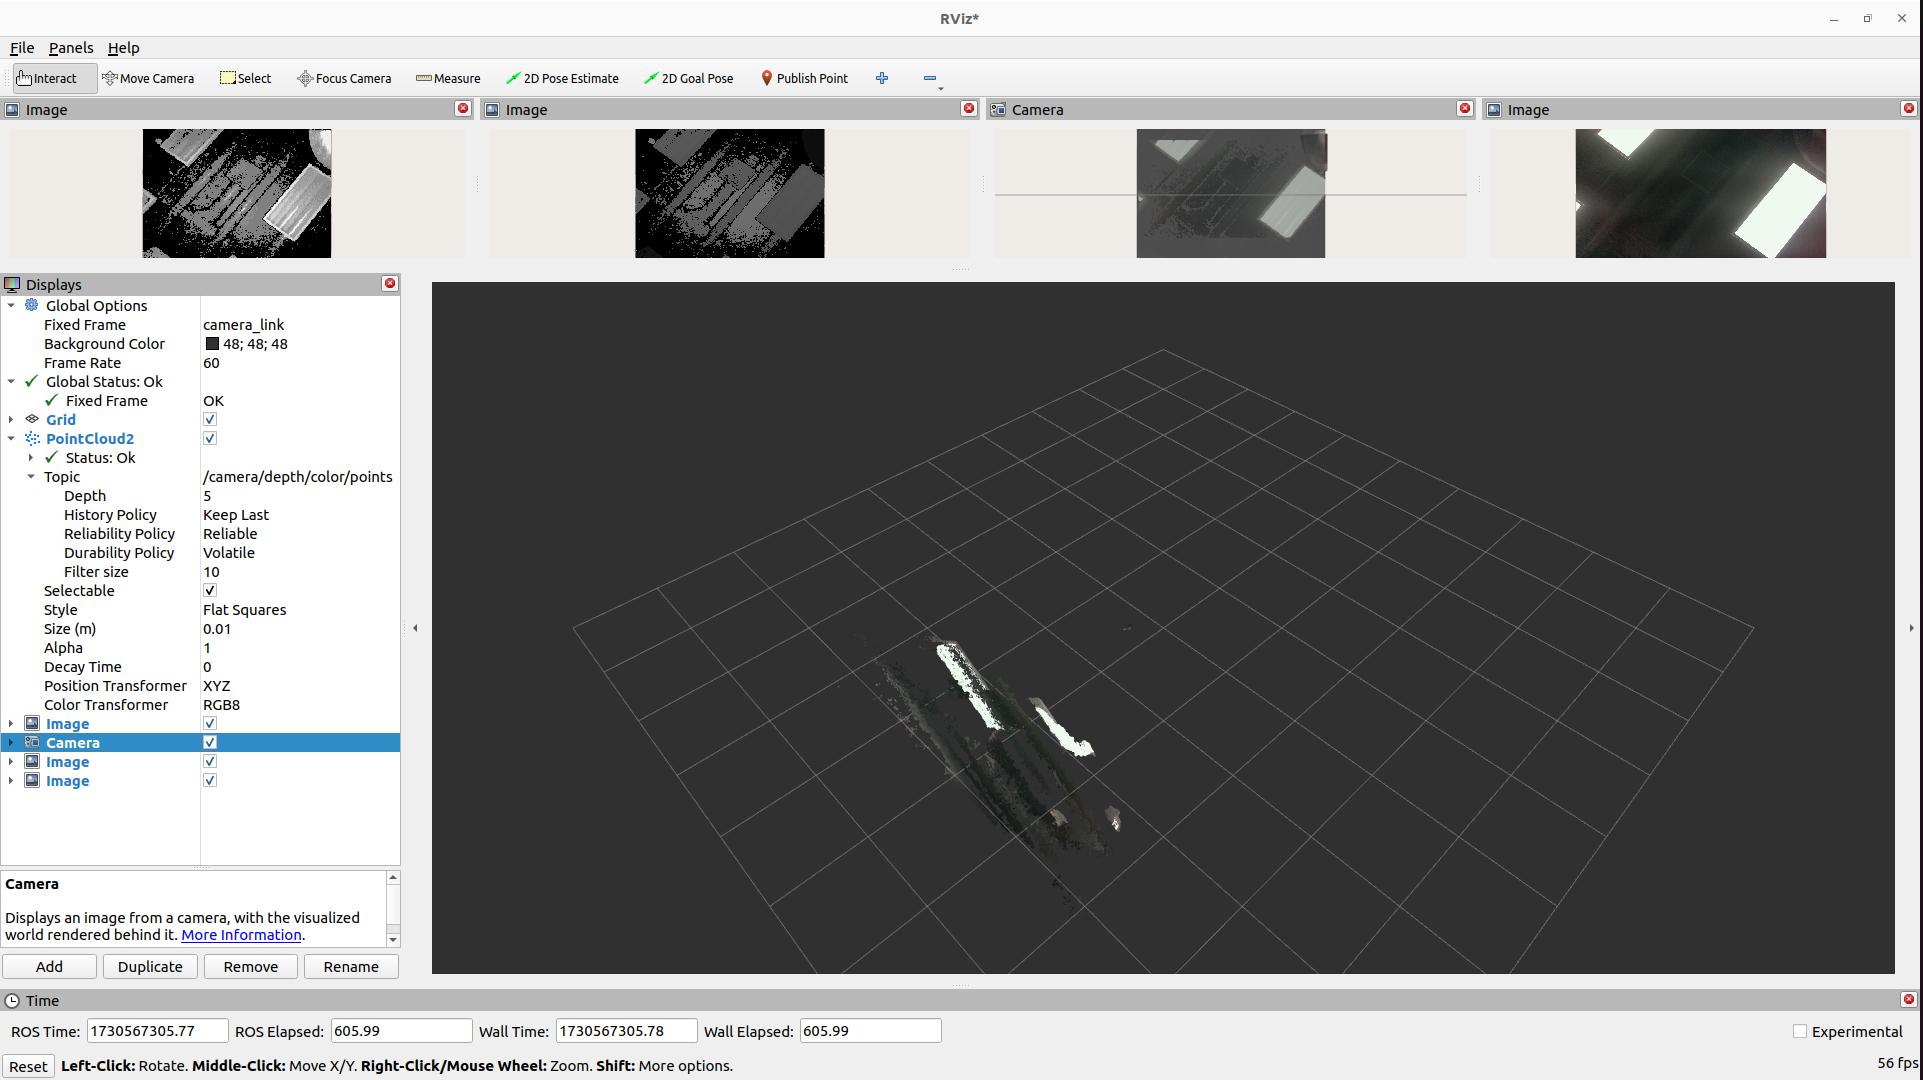 RViz*
File Panels Help
Interact Move Camera Select Focus Camera Measure 2D Pose Estimate 2D Goal Pose Publish Point
Image Image Camera Image
Displays
Global Options
Fixed Frame camera_link
Background Color 48; 48; 48
Frame Rate 60
Global Status: Ok
Fixed Frame OK
Grid
PointCloud2
Status: Ok
Topic /camera/depth/color/points
Depth 5
History Policy Keep Last
Reliability Policy Reliable
Durability Policy Volatile
Filter size 10
Selectable
Style Flat Squares
Size (m) 0.01
Alpha 1
Decay Time 0
Position Transformer XYZ
Color Transformer RGB8
Image
Camera
Image
Image
Camera
Displays an image from a camera, with the visualized
world rendered behind it. More Information.
Add Duplicate Remove Rename
Time
ROS Time: 1730567305.77 ROS Elapsed: 605.99 Wall Time: 1730567305.78 Wall Elapsed: 605.99 Experimental
Reset Left-Click: Rotate. Middle-Click: Move X/Y. Right-Click/Mouse Wheel: Zoom. Shift: More options. 56 fps